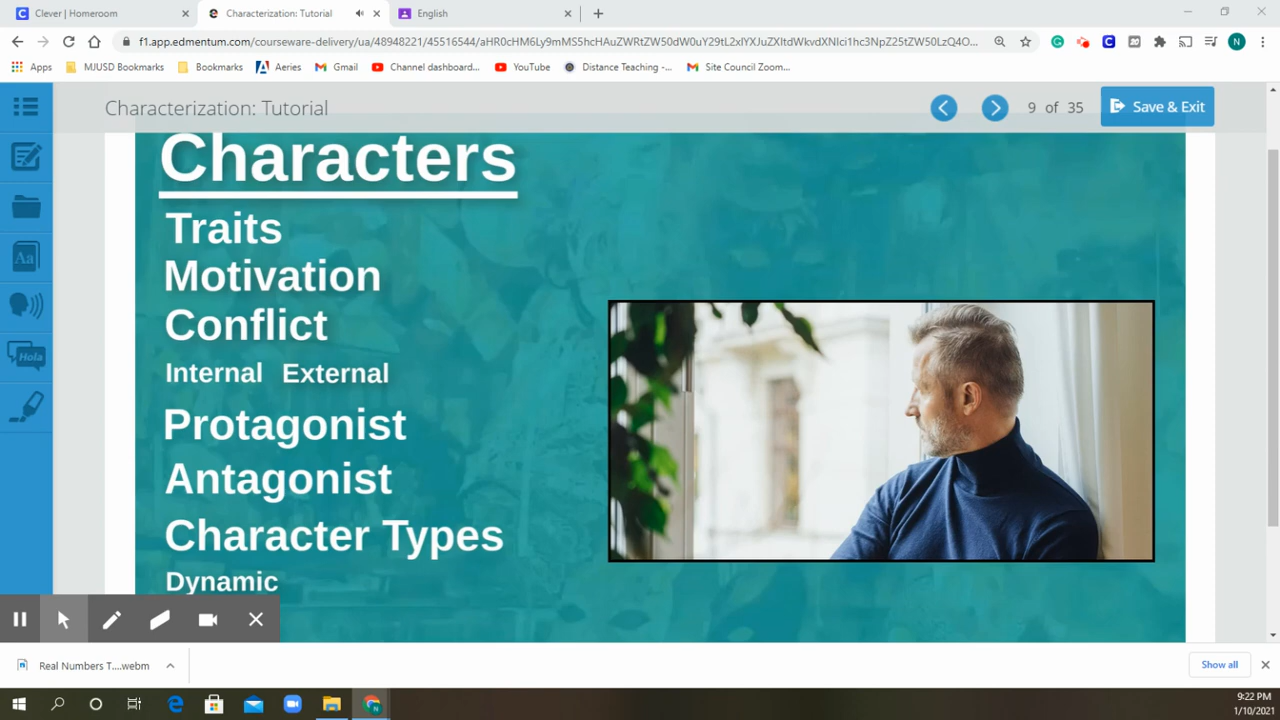 Clever | Homeroom
Characterization: Tutorial
English
f1.app.edmentum.com/courseware-delivery/ua/48948221/45516544/
Apps
MJUSD Bookmarks
Bookmarks
Aeries
Gmail
Channel dashboard...
YouTube
Distance Teaching -...
Site Council Zoom...
N
Characterization: Tutorial
9 of 35
Save & Exit
Characters
Traits
Motivation
Conflict
Internal External
Protagonist
Antagonist
Character Types
Dynamic
Aa
Hola
Real Numbers T....webm
Show all
9:22 PM
1/10/2021